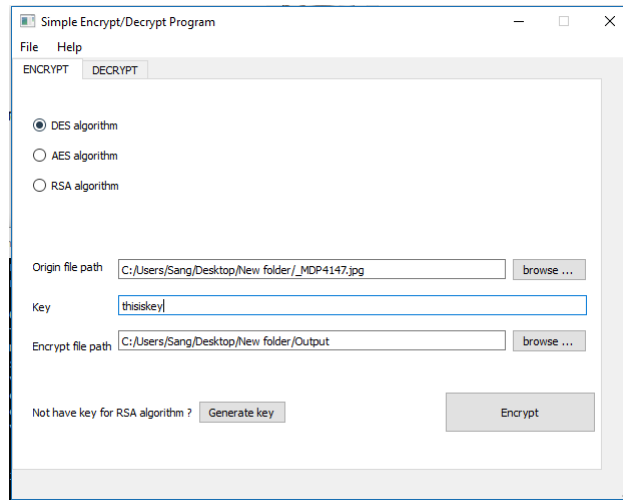 Simple Encrypt/Decrypt Program
File Help
ENCRYPT DECRYPT
DES algorithm
AES algorithm
RSA algorithm
Origin file path C:/Users/Sang/Desktop/New folder/_MDP4147.jpg browse ...
Key thisiskey
Encrypt file path C:/Users/Sang/Desktop/New folder/Output browse ...
Not have key for RSA algorithm ? Generate key Encrypt